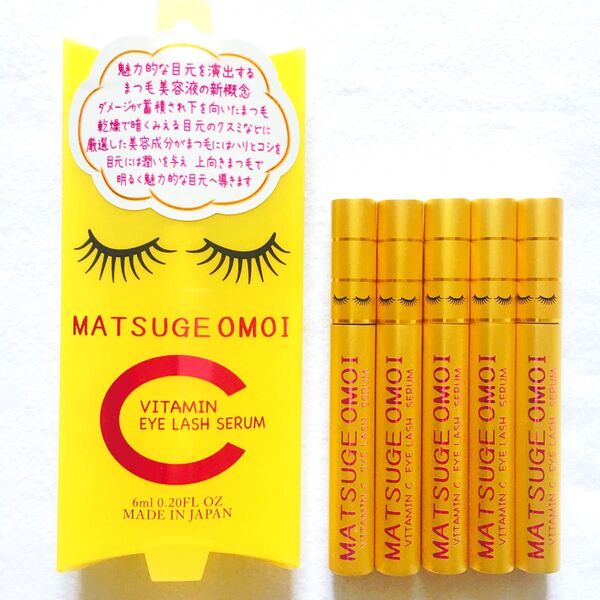 魅力的な目元を演出する
まつ毛美容液の新概念
ダメージが蓄積され下を向いたまつ毛
乾燥で暗くみえる目元のクスミなどに
厳選した美容成分がまつ毛にはハリとコシを
目元には潤いを与え 上向きまつ毛で
明るく魅力的な目元へ導きます
MATSUGE OMOI
C
VITAMIN
EYE LASH SERUM
6ml 0.20FL OZ
MADE IN JAPAN
MATSUGE OMOI
VITAMIN C EYE LASH SERUM
MATSUGE OMOI
VITAMIN C EYE LASH SERUM
MATSUGE OMOI
VITAMIN C EYE LASH SERUM
MATSUGE OMOI
VITAMIN C EYE LASH SERUM
MATSUGE OMOI
VITAMIN C EYE LASH SERUM